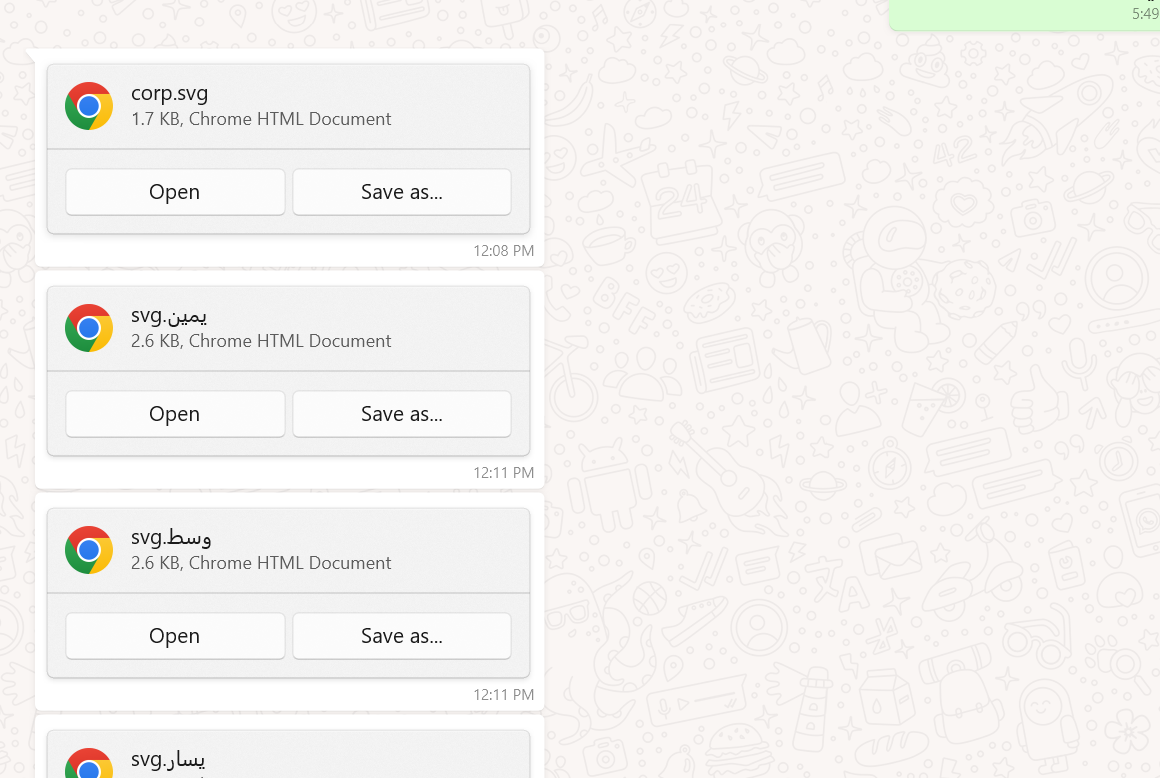 5:49
corp.svg
1.7 KB, Chrome HTML Document
Open
Save as...
12:08 PM
يمين.svg
2.6 KB, Chrome HTML Document
Open
Save as...
12:11 PM
وسط.svg
2.6 KB, Chrome HTML Document
Open
Save as...
12:11 PM
يسار.svg